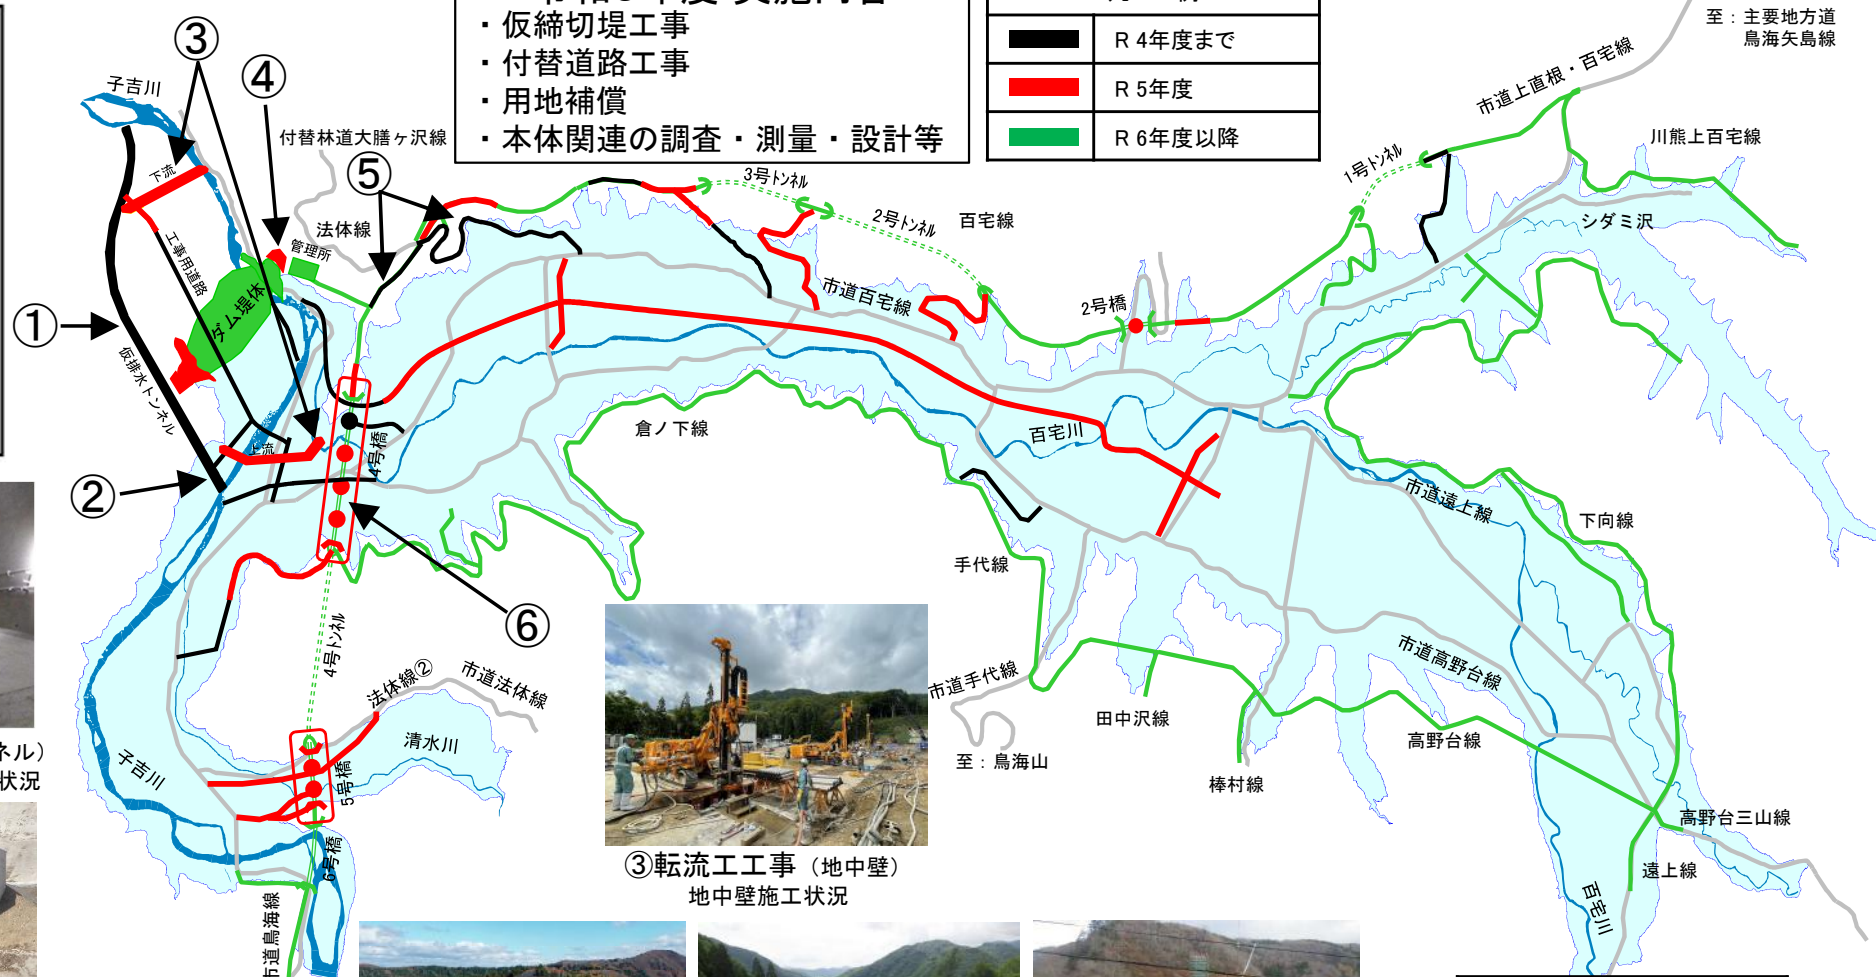 ・仮締切堤工事
・付替道路工事
・用地補償
・本体関連の調査・測量・設計等
R 4年度まで
R 5年度
R 6年度以降
至：主要地方道
鳥海矢島線
市道上直根・百宅線
川熊上百宅線
シダミ沢
1号トンネル
③
④
子吉川
付替林道大膳ヶ沢線
⑤
下流
法体線
管理所
工事用道路
3号トンネル
2号トンネル
百宅線
市道百宅線
2号橋
①
ダム堤体
仮排水トンネル
倉ノ下線
百宅川
4号橋
上流
②
市道遠上線
下向線
手代線
⑥
4号トンネル
法体線②
市道法体線
清水川
子吉川
5号橋
6号橋
市道鳥海線
市道手代線
至：鳥海山
田中沢線
棒村線
市道高野台線
高野台線
高野台三山線
遠上線
百宅川
ネル）
状況
③転流工工事（地中壁）
地中壁施工状況